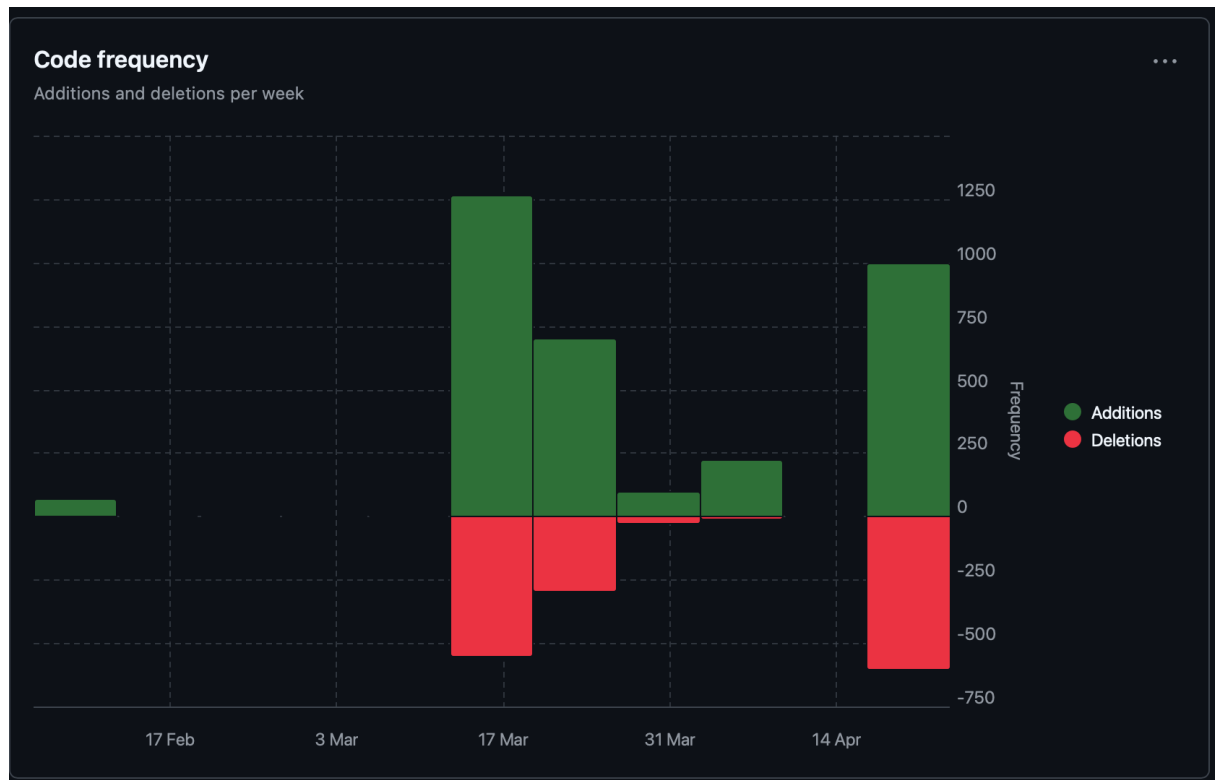 Code frequency
Additions and deletions per week
1250
1000
750
500
250
0
-250
-500
-750
Frequency
Additions
Deletions
17 Feb
3 Mar
17 Mar
31 Mar
14 Apr